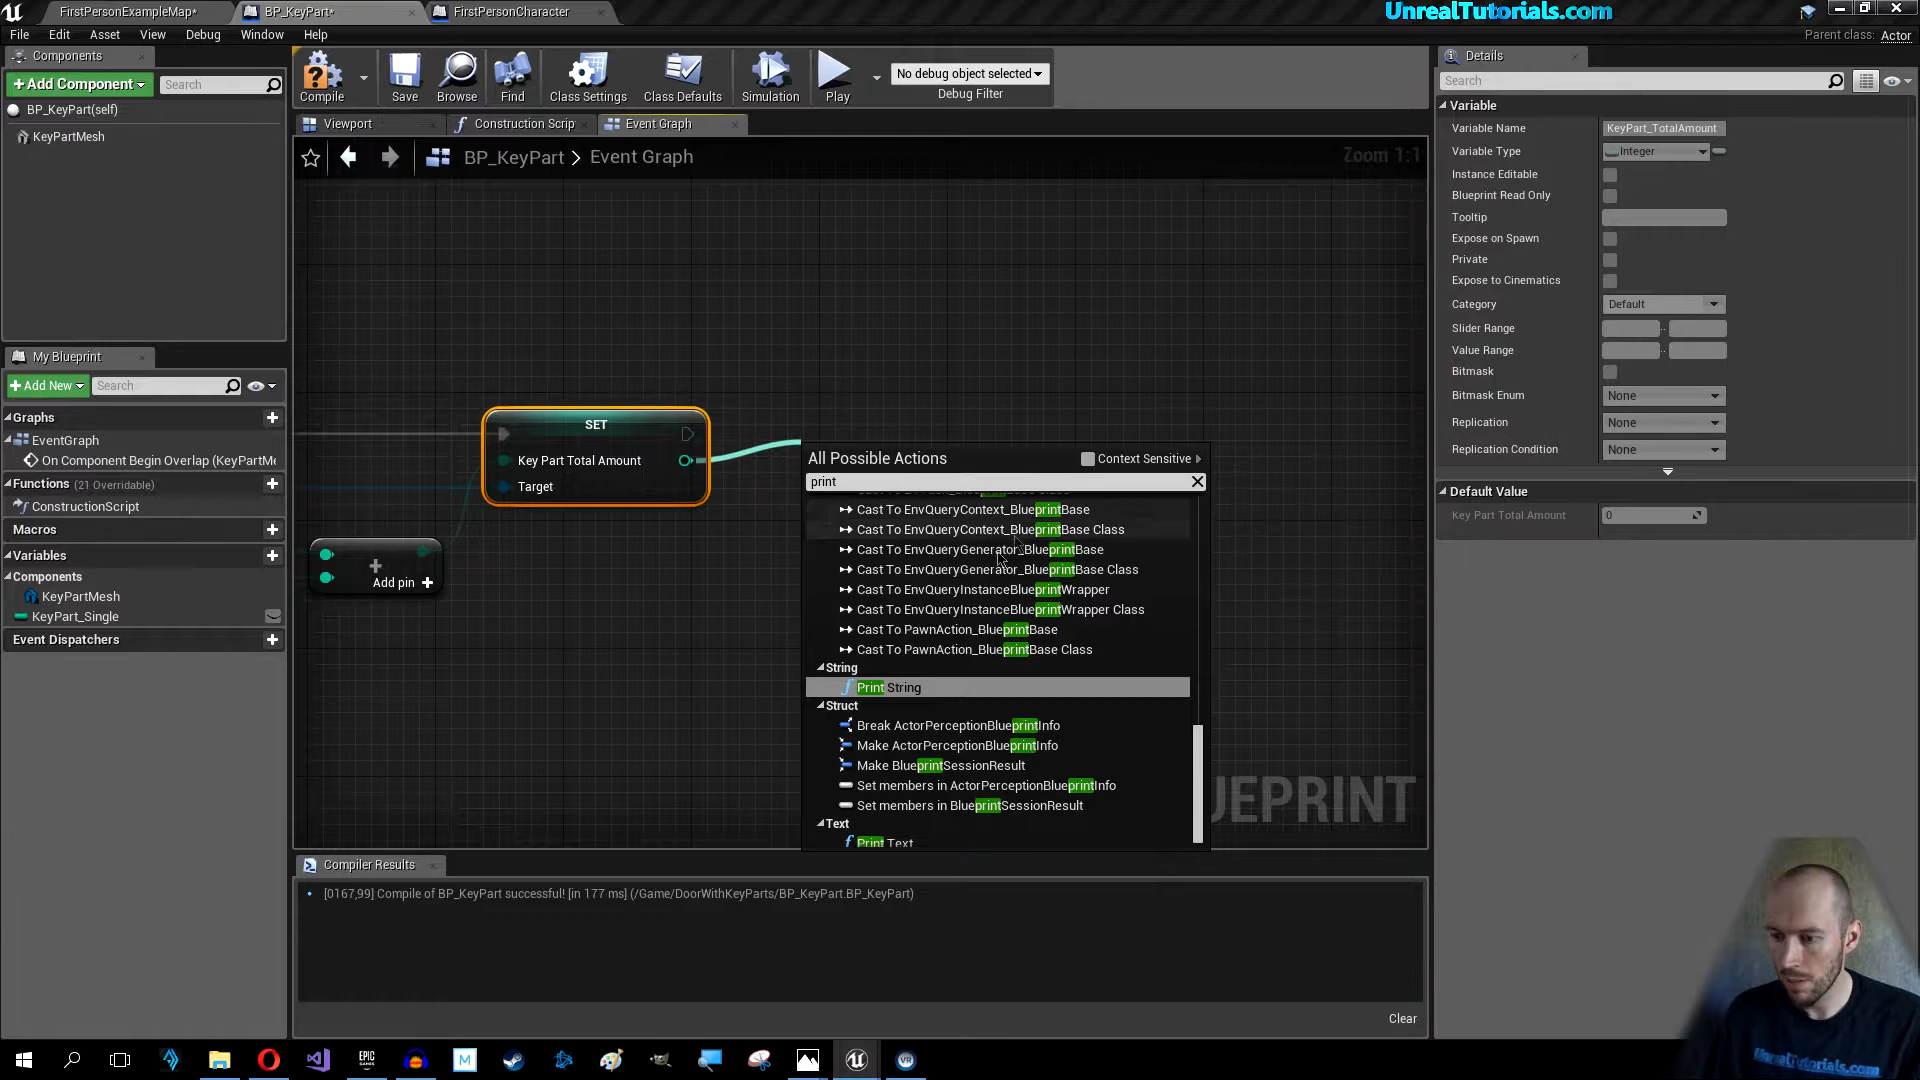 FirstPersonExampleMap*
BP_KeyPart*
FirstPersonCharacter
UnrealTutorials.com
File Edit Asset View Debug Window Help
Parent class: Actor
Components
+Add Component
Search
BP_KeyPart(self)
KeyPartMesh
Compile
Save
Browse
Find
Class Settings
Class Defaults
Simulation
Play
No debug object selected
Debug Filter
Viewport
Construction Scrip
Event Graph
BP_KeyPart > Event Graph
Zoom 1:1
My Blueprint
+Add New
Search
Graphs
EventGraph
On Component Begin Overlap (KeyPartMe
Functions (21 Overridable)
ConstructionScript
Macros
Variables
Components
KeyPartMesh
KeyPart_Single
Event Dispatchers
SET
Key Part Total Amount
Target
Add pin +
All Possible Actions
Context Sensitive
print
Cast To EnvQueryContext_BlueprintBase
Cast To EnvQueryContext_BlueprintBase Class
Cast To EnvQueryGenerator_BlueprintBase
Cast To EnvQueryGenerator_BlueprintBase Class
Cast To EnvQueryInstanceBlueprintWrapper
Cast To EnvQueryInstanceBlueprintWrapper Class
Cast To PawnAction_BlueprintBase
Cast To PawnAction_BlueprintBase Class
String
Print String
Struct
Break ActorPerceptionBlueprintInfo
Make ActorPerceptionBlueprintInfo
Make BlueprintSessionResult
Set members in ActorPerceptionBlueprintInfo
Set members in BlueprintSessionResult
Text
Print Text
UEPRINT
Compiler Results
[0167,99] Compile of BP_KeyPart successful! [in 177 ms] (/Game/DoorWithKeyParts/BP_KeyPart.BP_KeyPart)
Clear
Details
Search
Variable
Variable Name KeyPart_TotalAmount
Variable Type Integer
Instance Editable
Blueprint Read Only
Tooltip
Expose on Spawn
Private
Expose to Cinematics
Category Default
Slider Range ..
Value Range ..
Bitmask
Bitmask Enum None
Replication None
Replication Condition None
Default Value
Key Part Total Amount 0
UnrealTutorials.com